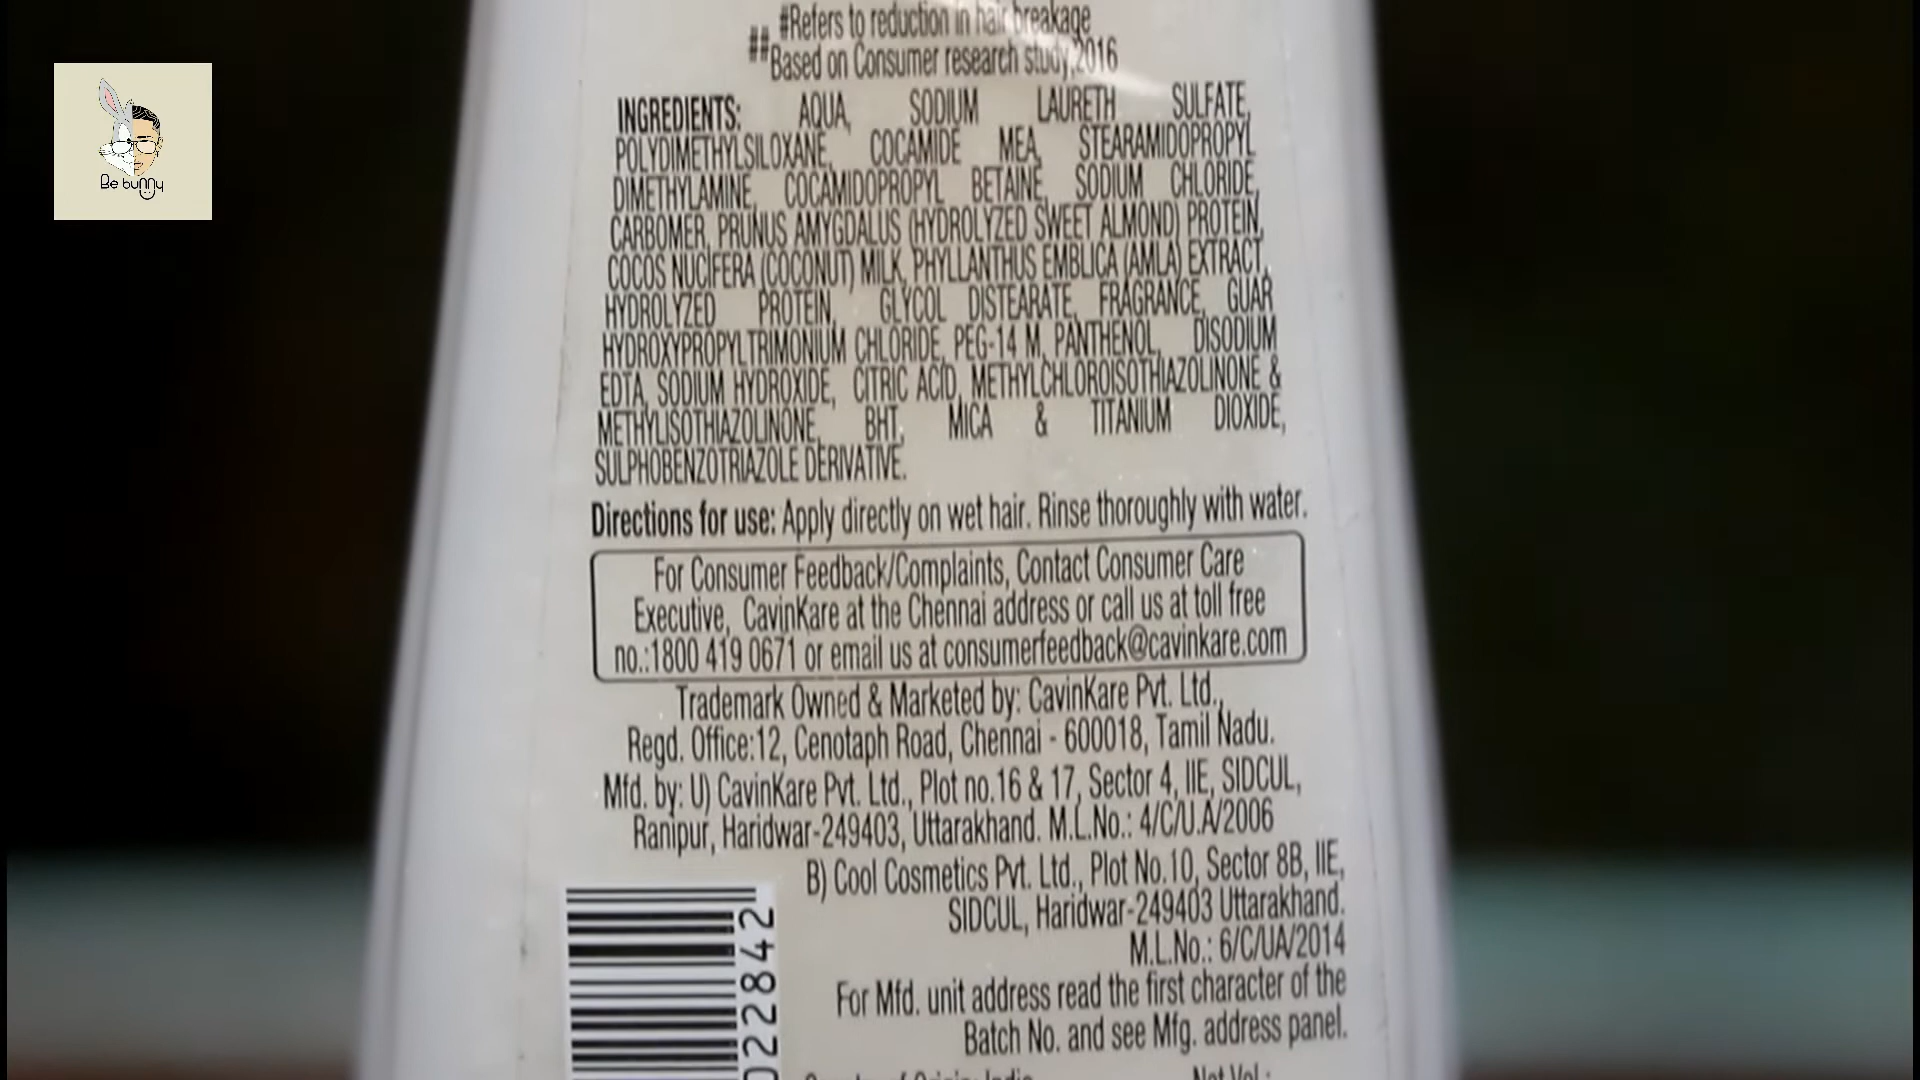 #Refers to reduction in hair breakage
##Based on Consumer research study,2016
Be bunny
INGREDIENTS: AQUA, SODIUM LAURETH SULFATE,
POLYDIMETHYLSILOXANE, COCAMIDE MEA, STEARAMIDOPROPYL
DIMETHYLAMINE, COCAMIDOPROPYL BETAINE, SODIUM CHLORIDE,
CARBOMER, PRUNUS AMYGDALUS (HYDROLYZED SWEET ALMOND) PROTEIN,
COCOS NUCIFERA (COCONUT) MILK, PHYLLANTHUS EMBLICA (AMLA) EXTRACT,
HYDROLYZED PROTEIN, GLYCOL DISTEARATE, FRAGRANCE, GUAR
HYDROXYPROPYLTRIMONIUM CHLORIDE, PEG-14 M, PANTHENOL, DISODIUM
EDTA, SODIUM HYDROXIDE, CITRIC ACID, METHYLCHLOROISOTHIAZOLINONE &
METHYLISOTHIAZOLINONE, BHT, MICA & TITANIUM DIOXIDE,
SULPHOBENZOTRIAZOLE DERIVATIVE.
Directions for use: Apply directly on wet hair. Rinse thoroughly with water.
For Consumer Feedback/Complaints, Contact Consumer Care
Executive, CavinKare at the Chennai address or call us at toll free
no.:1800 419 0671 or email us at consumerfeedback@cavinkare.com
Trademark Owned & Marketed by: CavinKare Pvt. Ltd.,
Regd. Office:12, Cenotaph Road, Chennai - 600018, Tamil Nadu.
Mfd. by: U) CavinKare Pvt. Ltd., Plot no.16 & 17, Sector 4, IIE, SIDCUL,
Ranipur, Haridwar-249403, Uttarakhand. M.L.No.: 4/C/U.A/2006
B) Cool Cosmetics Pvt. Ltd., Plot No.10, Sector 8B, IIE,
SIDCUL, Haridwar-249403 Uttarakhand.
M.L.No.: 6/C/UA/2014
For Mfd. unit address read the first character of the
Batch No. and see Mfg. address panel.
022842
Net Vol.: